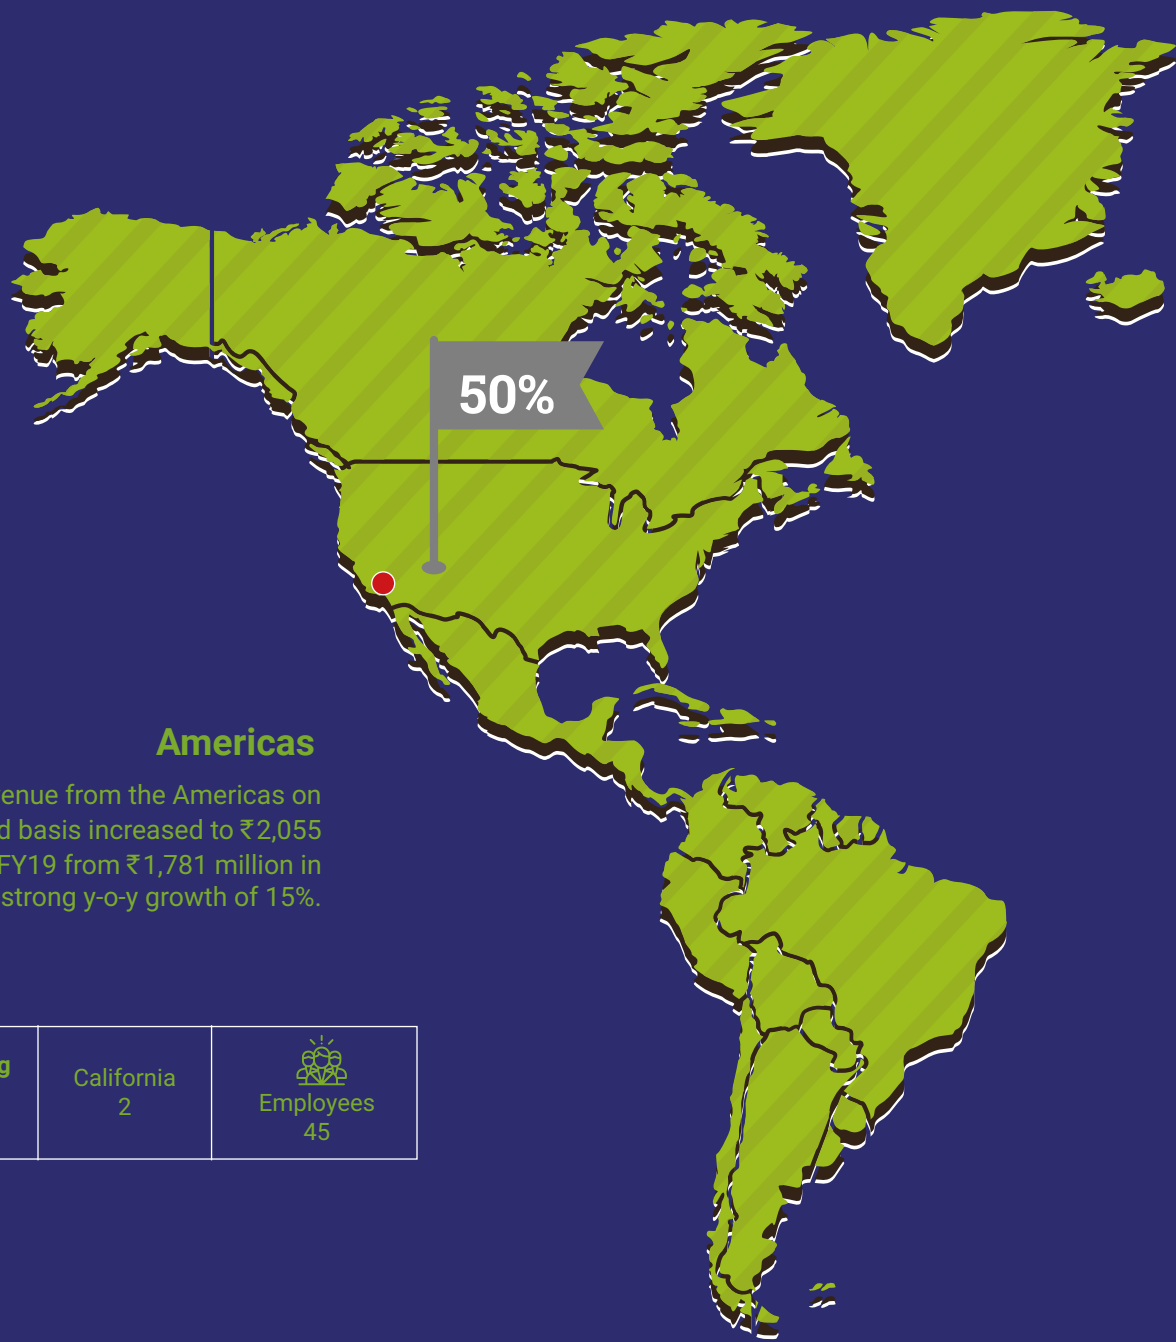 50%
Americas
enue from the Americas on
d basis increased to ₹2,055
FY19 from ₹1,781 million in
strong y-o-y growth of 15%.
g
California
2
Employees
45